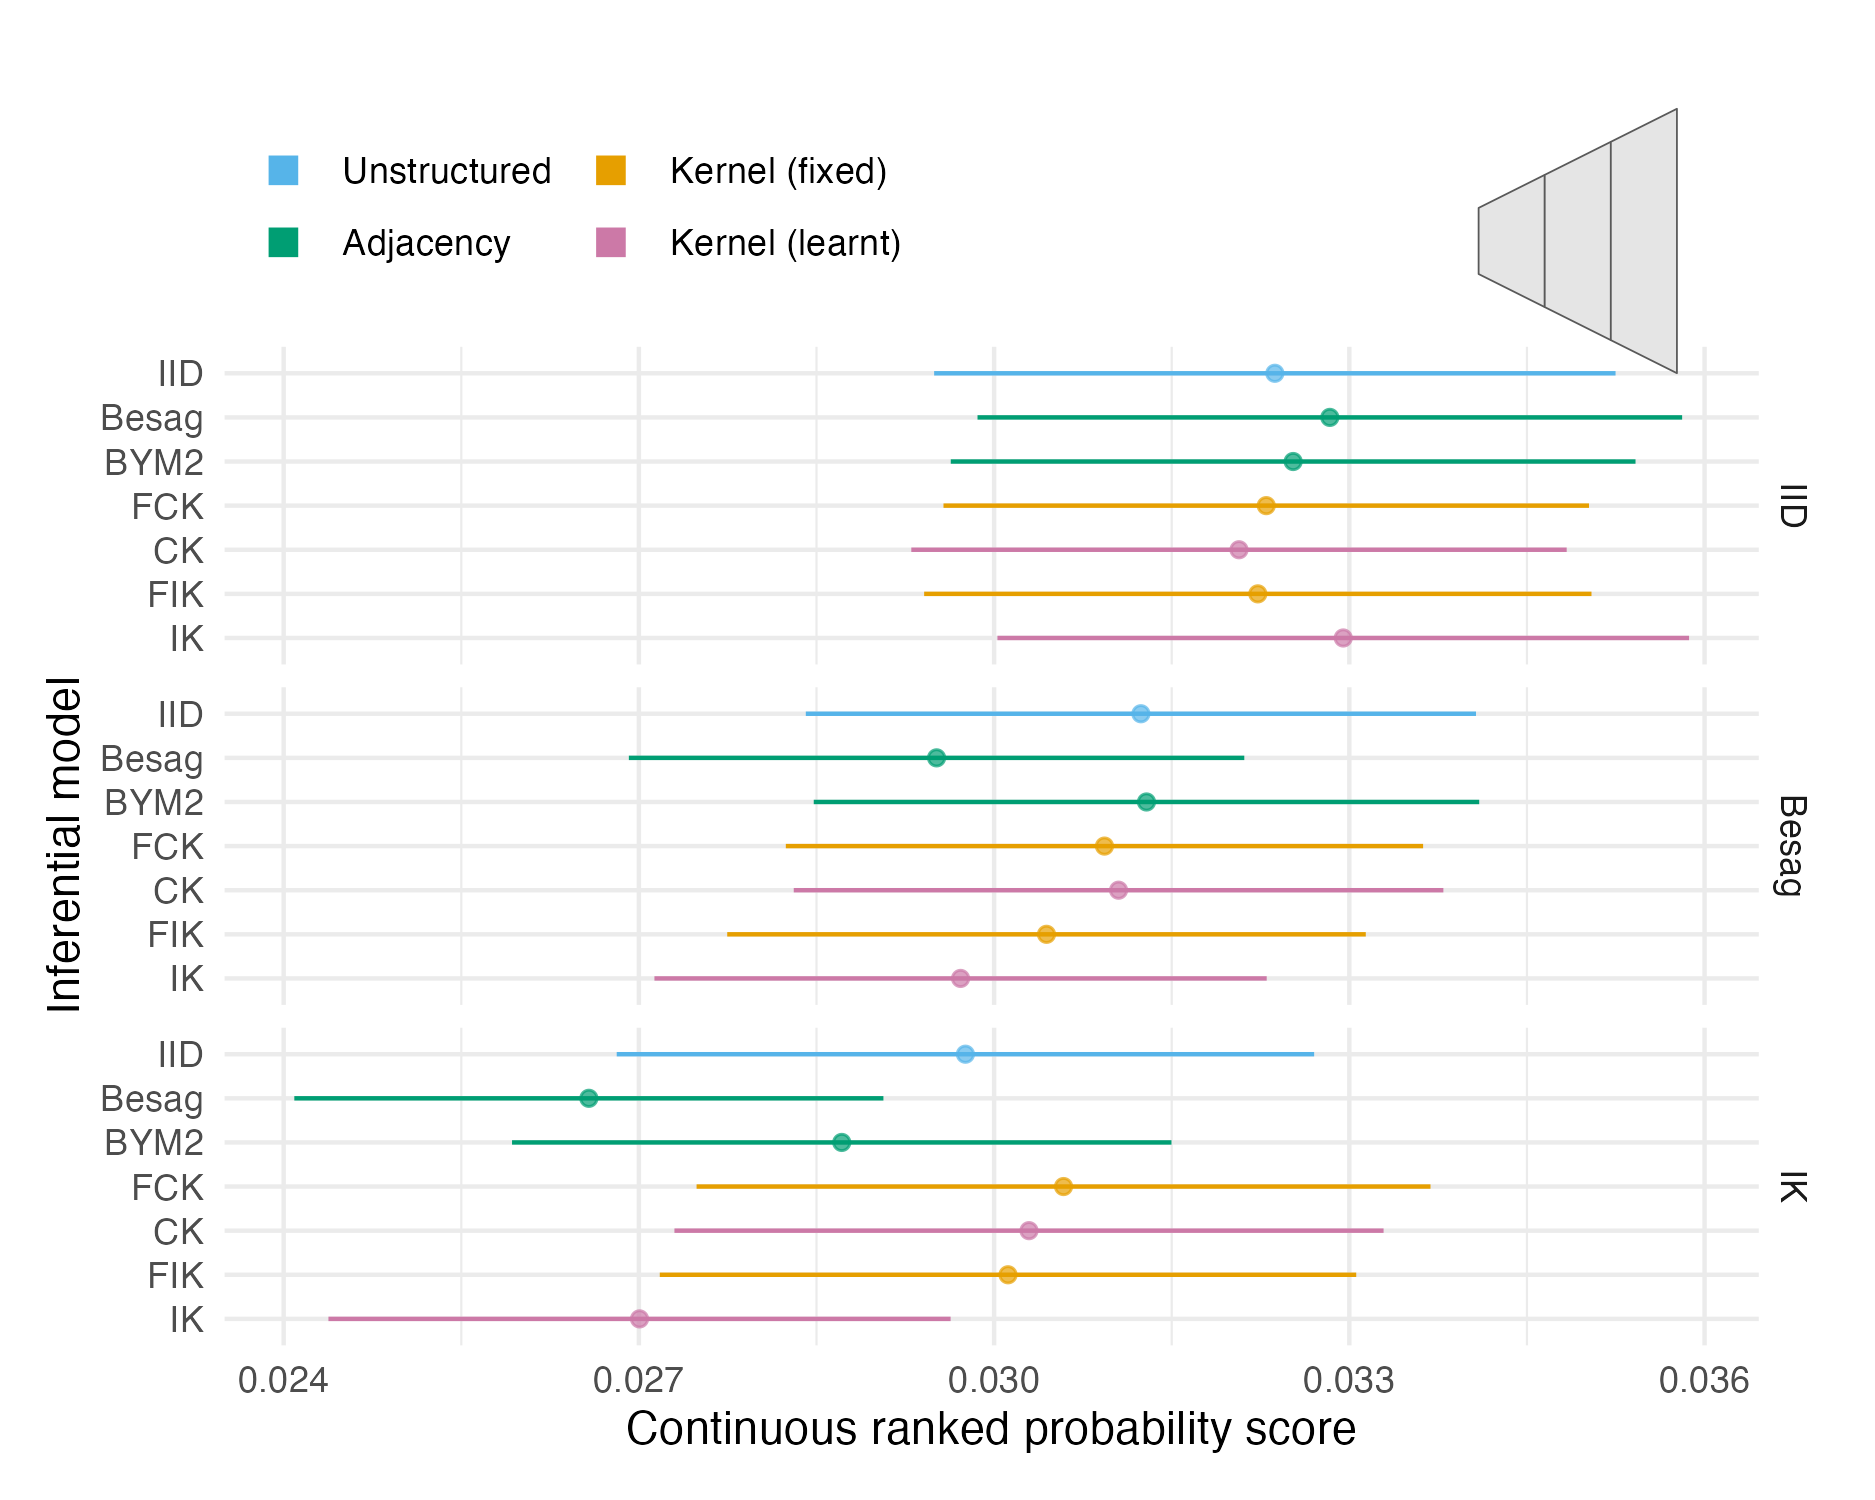 Unstructured
Kernel (fixed)
Adjacency
Kernel (learnt)
IID
Besag
BYM2
FCK
CK
FIK
IK
IID
IID
Besag
BYM2
FCK
CK
FIK
IK
Besag
IID
Besag
BYM2
FCK
CK
FIK
IK
IK
Inferential model
0.024
0.027
0.030
0.033
0.036
Continuous ranked probability score